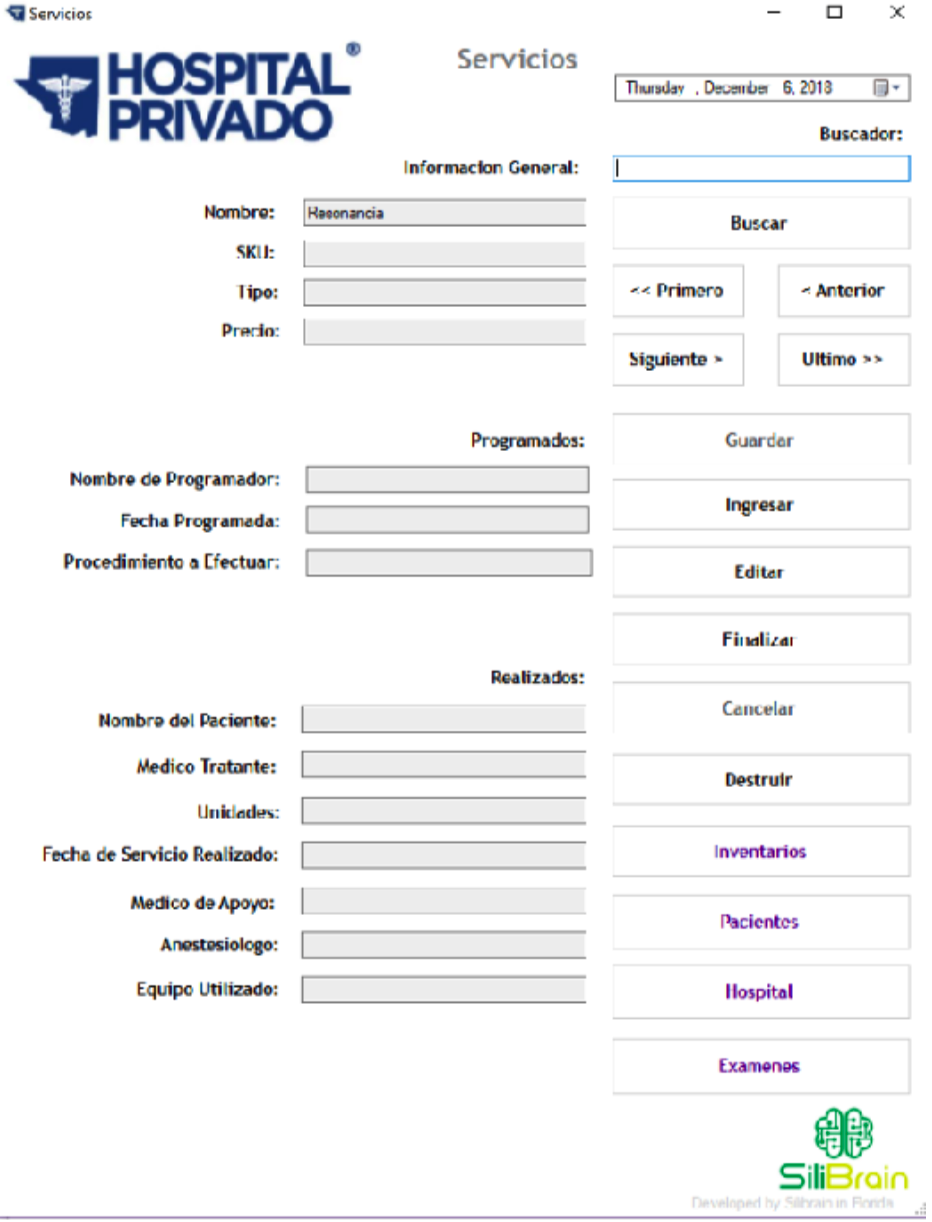 Servicios
HOSPITAL PRIVADO®
Servicios
Thursday , December 6, 2018
Buscador:
Informacion General:
Nombre: Resonancia
SKU:
Tipo:
Precio:
Buscar
<< Primero
< Anterior
Siguiente >
Ultimo >>
Programados:
Nombre de Programador:
Fecha Programada:
Procedimiento a Efectuar:
Guardar
Ingresar
Editar
Finalizar
Realizados:
Nombre del Paciente:
Medico Tratante:
Unidades:
Fecha de Servicio Realizado:
Medico de Apoyo:
Anestesiologo:
Equipo Utilizado:
Cancelar
Destruir
Inventarios
Pacientes
Hospital
Examenes
SiliBrain
Developed by Silibrain in Florida